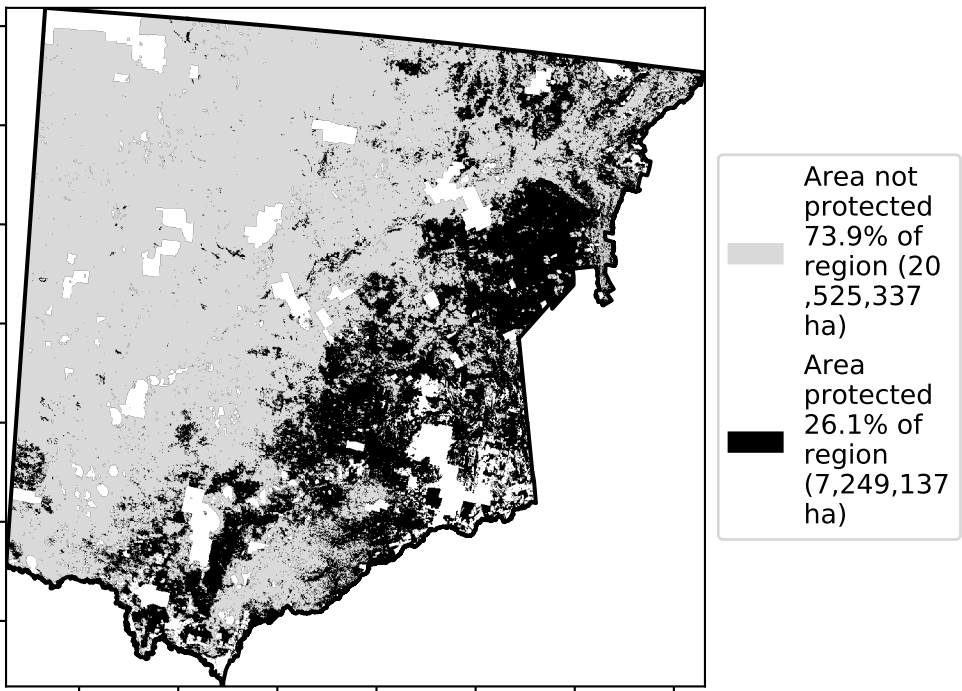 Area not
protected
73.9% of
region (20
,525,337
ha)
Area
protected
26.1% of
region
(7,249,137
ha)